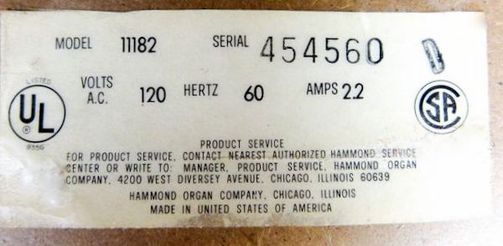 MODEL 11182 SERIAL 454560
VOLTS
A.C. 120 HERTZ 60 AMPS 2.2
LISTED
UL
®
935G
SA
PRODUCT SERVICE
FOR PRODUCT SERVICE, CONTACT NEAREST AUTHORIZED HAMMOND SERVICE
CENTER OR WRITE TO: MANAGER, PRODUCT SERVICE, HAMMOND ORGAN
COMPANY, 4200 WEST DIVERSEY AVENUE, CHICAGO, ILLINOIS 60639
HAMMOND ORGAN COMPANY, CHICAGO, ILLINOIS
MADE IN UNITED STATES OF AMERICA